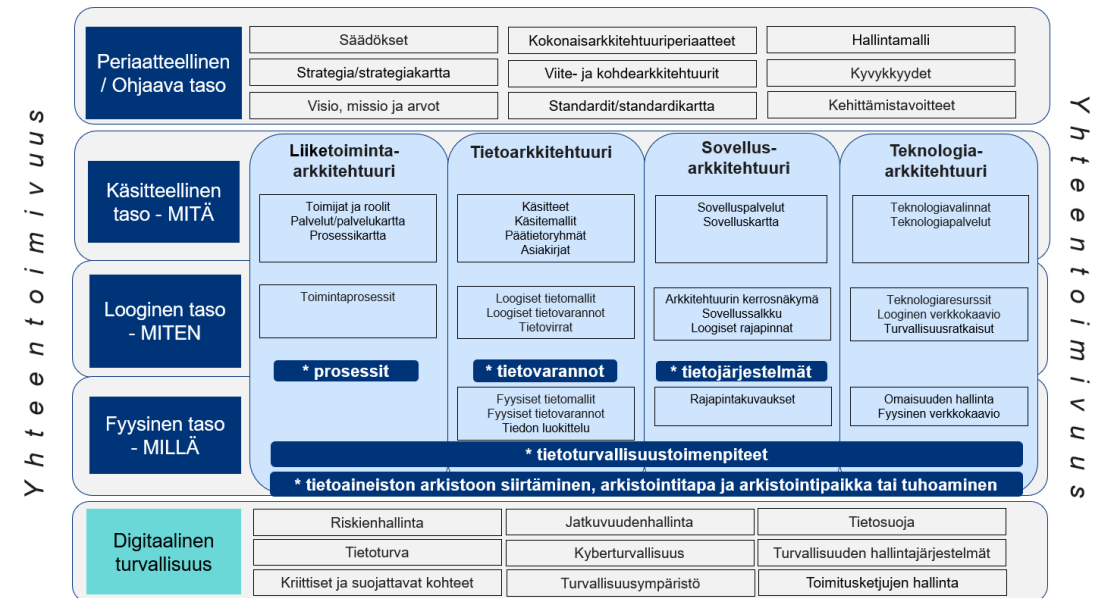 Yhteentoimivuus
Periaatteellinen
/ Ohjaava taso
Säädökset
Kokonaisarkkitehtuuriperiaatteet
Hallintamalli
Strategia/strategiakartta
Viite- ja kohdearkkitehtuurit
Kyvykkyydet
Visio, missio ja arvot
Standardit/standardikartta
Kehittämistavoitteet
Liiketoiminta-
arkkitehtuuri
Tietoarkkitehtuuri
Sovellus-
arkkitehtuuri
Teknologia-
arkkitehtuuri
Käsitteellinen
taso - MITÄ
Toimijat ja roolit
Palvelut/palvelukartta
Prosessikartta
Käsitteet
Käsitemallit
Päätietoryhmät
Asiakirjat
Sovelluspalvelut
Sovelluskartta
Teknologiavalinnat
Teknologiapalvelut
Looginen taso
- MITEN
Toimintaprosessit
Loogiset tietomallit
Loogiset tietovarannot
Tietovirrat
Arkkitehtuurin kerrosnäkymä
Sovellussalkku
Loogiset rajapinnat
Teknologiaresurssit
Looginen verkkokaavio
Turvallisuusratkaisut
* prosessit
* tietovarannot
* tietojärjestelmät
Fyysinen taso
- MILLÄ
Fyysiset tietomallit
Fyysiset tietovarannot
Tiedon luokittelu
Rajapintakuvaukset
Omaisuuden hallinta
Fyysinen verkkokaavio
* tietoturvallisuustoimenpiteet
* tietoaineiston arkistoon siirtäminen, arkistointitapa ja arkistointipaikka tai tuhoaminen
Digitaalinen
turvallisuus
Riskienhallinta
Jatkuvuudenhallinta
Tietosuoja
Tietoturva
Kyberturvallisuus
Turvallisuuden hallintajärjestelmät
Kriittiset ja suojattavat kohteet
Turvallisuusympäristö
Toimitusketjujen hallinta
Yhteentoimivuus